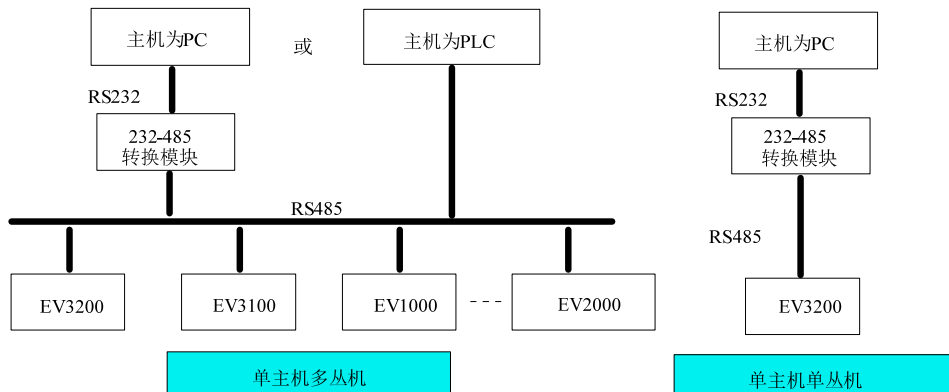 主机为PC
或
主机为PLC
主机为PC
RS232
RS232
232-485
转换模块
232-485
转换模块
RS485
RS485
EV3200
EV3100
EV1000
- - -
EV2000
EV3200
单主机多丛机
单主机单丛机